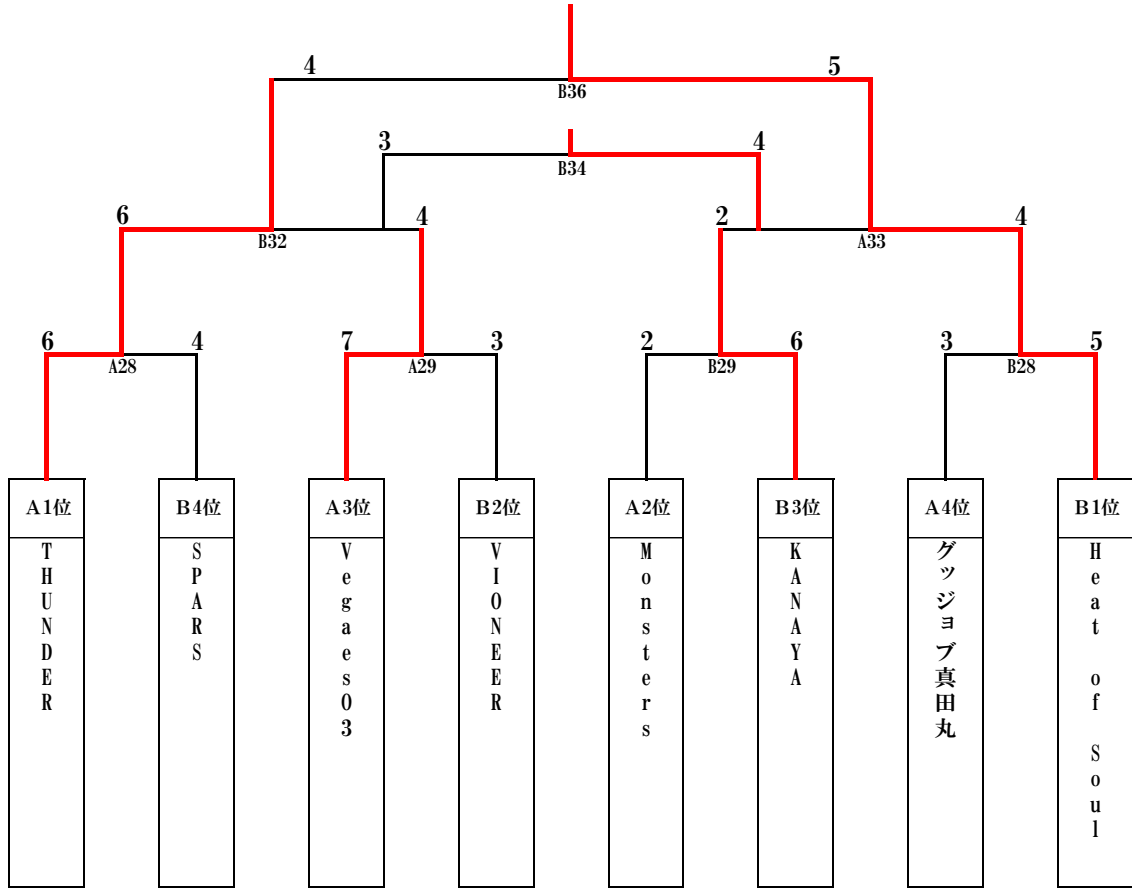 4 5
B36
3 4
B34
6 4 2 4
B32 A33
6 4 7 3 2 6 3 5
A28 A29 B29 B28
A1位 B4位 A3位 B2位 A2位 B3位 A4位 B1位
THUNDER
SPARS
Vegaes03
VIONEER
Monsters
KANAYA
グッジョブ真田丸
Heat of Soul